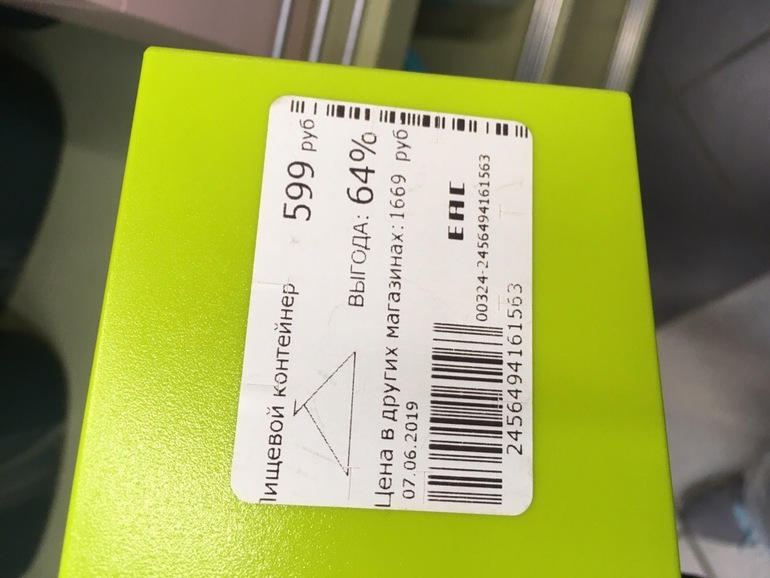 Пищевой контейнер 599 руб
ВЫГОДА: 64%
Цена в других магазинах: 1669 руб
07.06.2019
EAC
00324-2456494161563
2456494161563